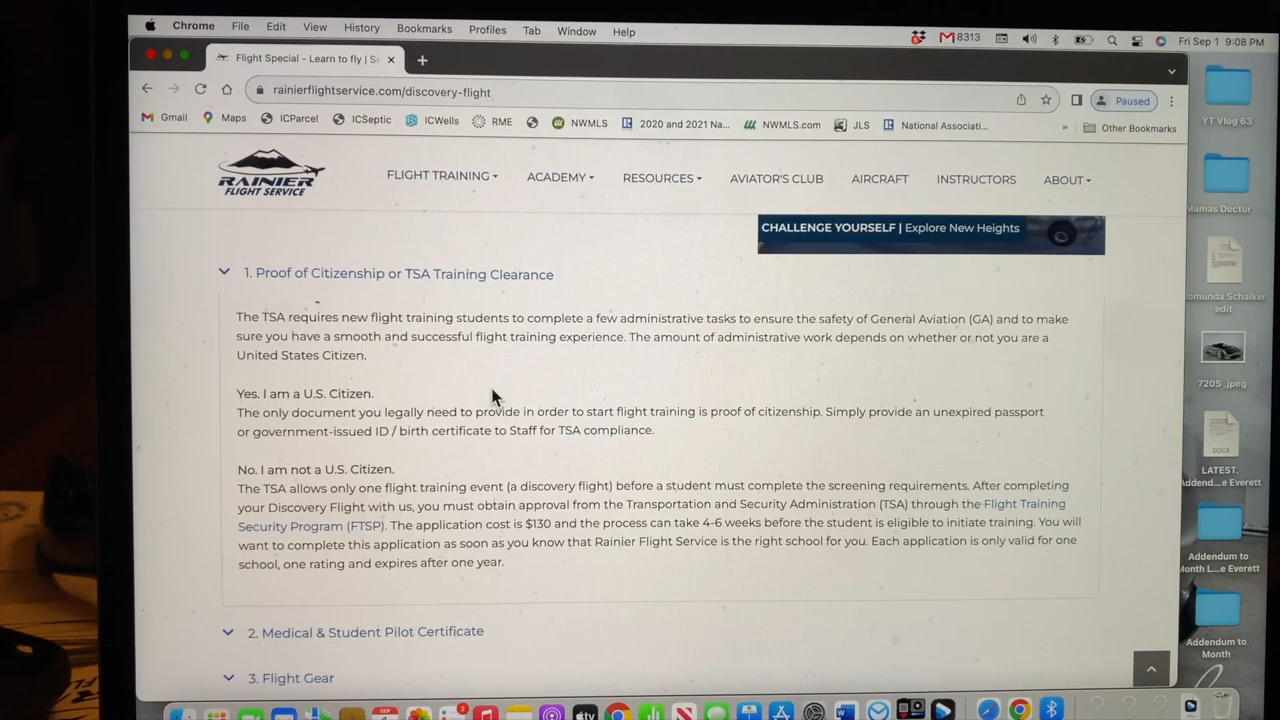 Chrome File Edit View History Bookmarks Profiles Tab Window Help
8313
Fri Sep 1 9:08 PM
Flight Special - Learn to fly | S
rainierflightservice.com/discovery-flight
Paused
Gmail Maps ICParcel ICSeptic ICWells RME NWMLS 2020 and 2021 Na... NWMLS.com JLS National Associati... » Other Bookmarks
RAINIER
FLIGHT SERVICE
FLIGHT TRAINING ACADEMY RESOURCES AVIATOR'S CLUB AIRCRAFT INSTRUCTORS ABOUT
CHALLENGE YOURSELF | Explore New Heights
1. Proof of Citizenship or TSA Training Clearance
The TSA requires new flight training students to complete a few administrative tasks to ensure the safety of General Aviation (GA) and to make
sure you have a smooth and successful flight training experience. The amount of administrative work depends on whether or not you are a
United States Citizen.
Yes. I am a U.S. Citizen.
The only document you legally need to provide in order to start flight training is proof of citizenship. Simply provide an unexpired passport
or government-issued ID / birth certificate to Staff for TSA compliance.
No. I am not a U.S. Citizen.
The TSA allows only one flight training event (a discovery flight) before a student must complete the screening requirements. After completing
your Discovery Flight with us, you must obtain approval from the Transportation and Security Administration (TSA) through the Flight Training
Security Program (FTSP). The application cost is $130 and the process can take 4-6 weeks before the student is eligible to initiate training. You will
want to complete this application as soon as you know that Rainier Flight Service is the right school for you. Each application is only valid for one
school, one rating and expires after one year.
2. Medical & Student Pilot Certificate
3. Flight Gear
YT Vlog 63
Mamas Doctor
Schalker
edit
720S .jpeg
DOCX
LATEST.
Addend...e Everett
Addendum to
Month L...e Everett
Addendum to
Month
SEP
2
tv